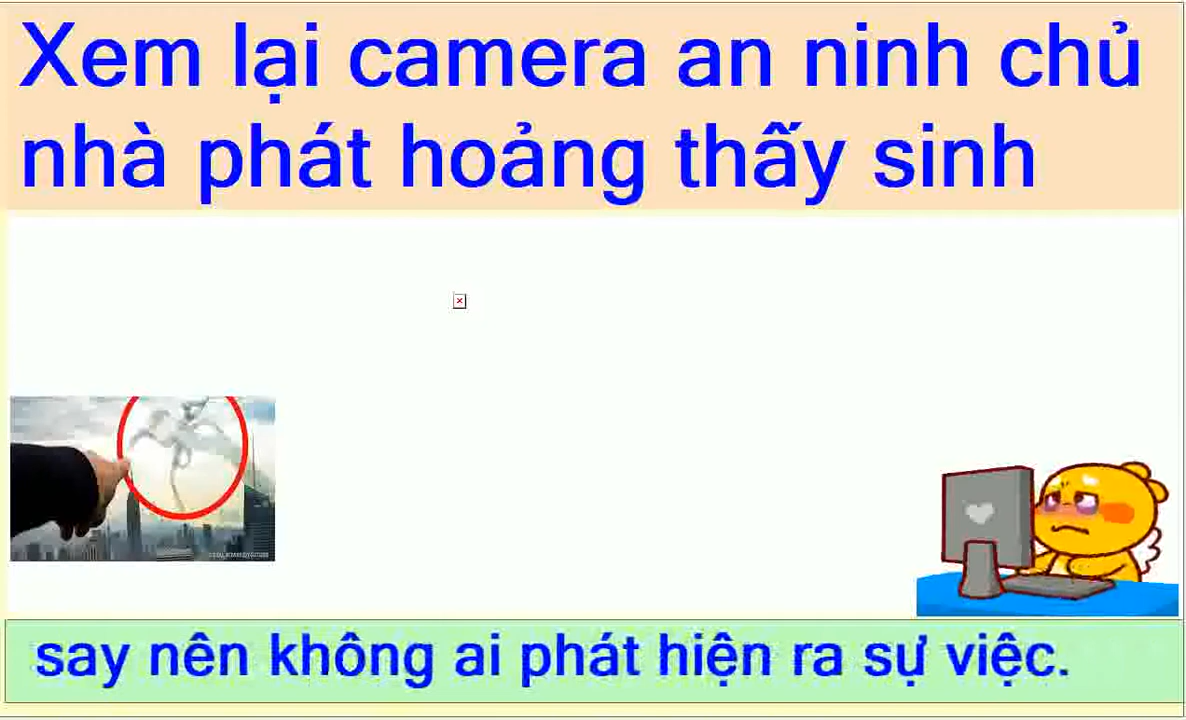 Xem lại camera an ninh chủ
nhà phát hoảng thấy sinh
say nên không ai phát hiện ra sự việc.